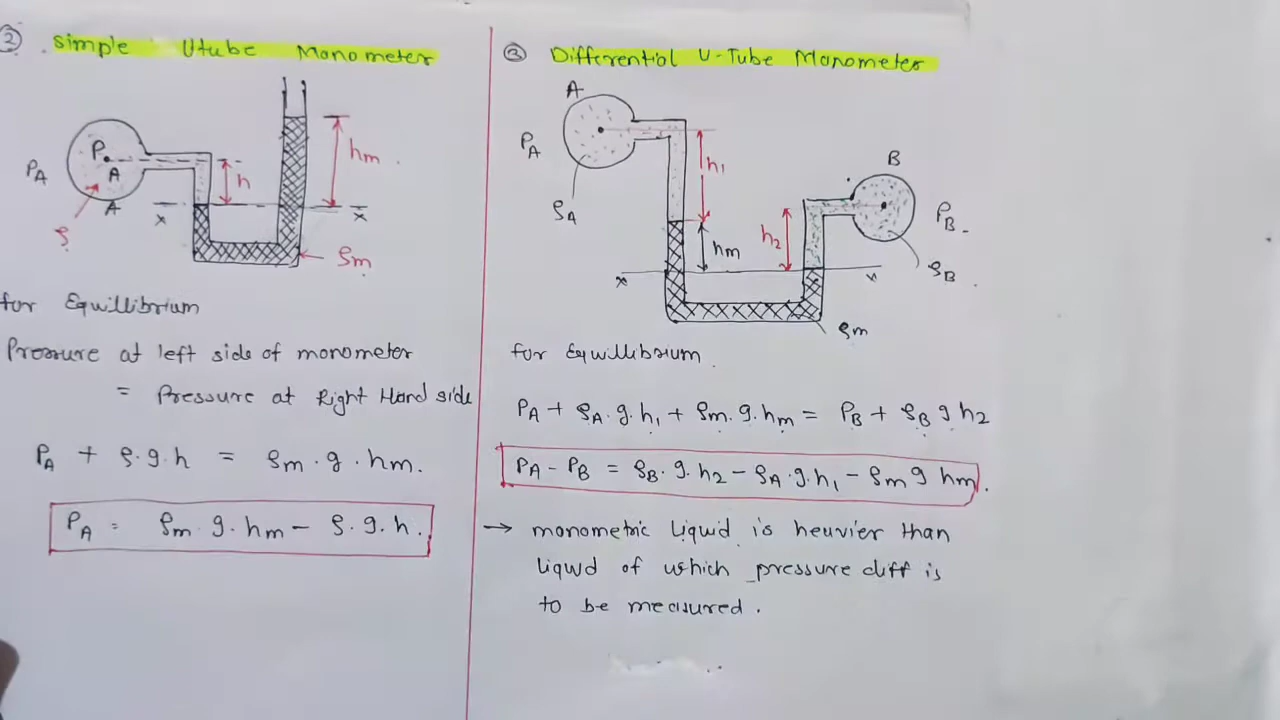 ② Simple Utube Monometer
hm
P.
A
PA
h
A
x x
ρ
ρm
for Equillibrium
Pressure at left side of monometer
= Pressure at Right Hand side
PA + ρ.g.h = ρm.g.hm.
PA = ρm.g.hm - ρ.g.h.
③ Differential U-Tube Monometer
A
PA
h1
B
ρA
hm
h2
PB
x x
ρB
ρm
for Equillibrium
PA + ρA.g.h1 + ρm.g.hm = PB + ρB g h2
PA - PB = ρB.g.h2 - ρA.g.h1 - ρm g hm.
→ monometric liquid is heuvier than
liquid of which pressure diff is
to be measured.